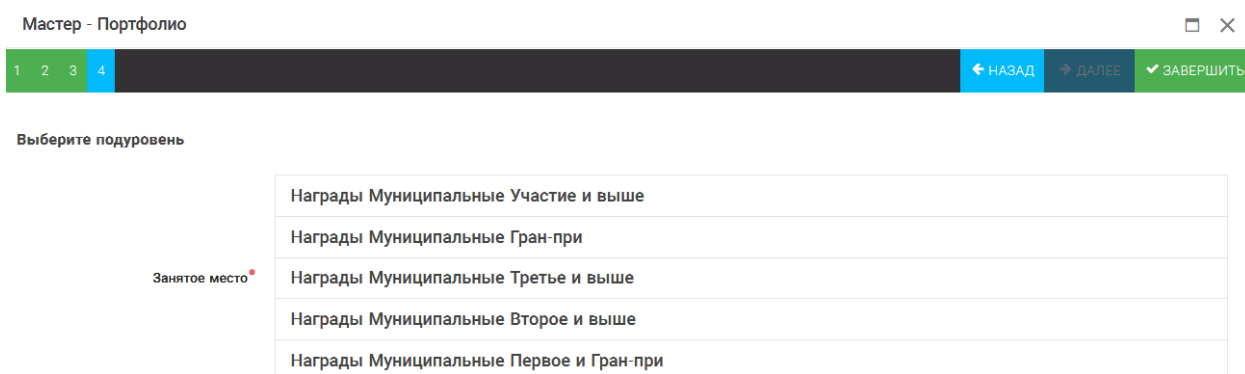 Мастер - Портфолио
1 2 3 4 НАЗАД ДАЛЕЕ ЗАВЕРШИТЬ
Выберите подуровень
Награды Муниципальные Участие и выше
Награды Муниципальные Гран-при
Занятое место Награды Муниципальные Третье и выше
Награды Муниципальные Второе и выше
Награды Муниципальные Первое и Гран-при